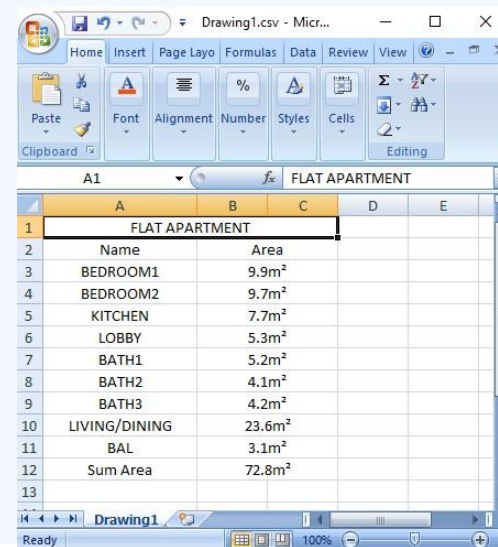 Drawing1.csv - Micr...
Home Insert Page Layo Formulas Data Review View
Paste Font Alignment Number Styles Cells
Clipboard Editing
A1 fx FLAT APARTMENT
A B C D E
1 FLAT APARTMENT
2 Name Area
3 BEDROOM1 9.9m²
4 BEDROOM2 9.7m²
5 KITCHEN 7.7m²
6 LOBBY 5.3m²
7 BATH1 5.2m²
8 BATH2 4.1m²
9 BATH3 4.2m²
10 LIVING/DINING 23.6m²
11 BAL 3.1m²
12 Sum Area 72.8m²
13
Drawing1
Ready 100%